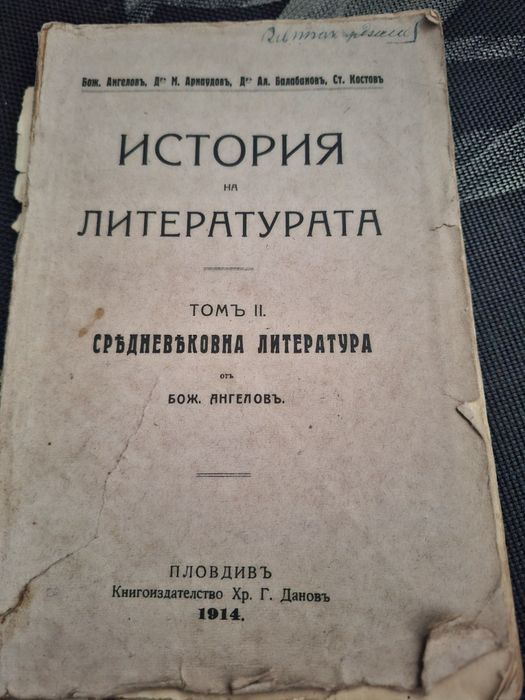 Бож. Ангеловъ, Д-ръ М. Арнаудовъ, Д-ръ Ал. Балабановъ, Ст. Костовъ
ИСТОРИЯ
НА
ЛИТЕРАТУРАТА
ТОМЪ II.
СРѢДНЕВѢКОВНА ЛИТЕРАТУРА
отъ
БОЖ. АНГЕЛОВЪ.
ПЛОВДИВЪ
Книгоиздателство Хр. Г. Дановъ
1914.